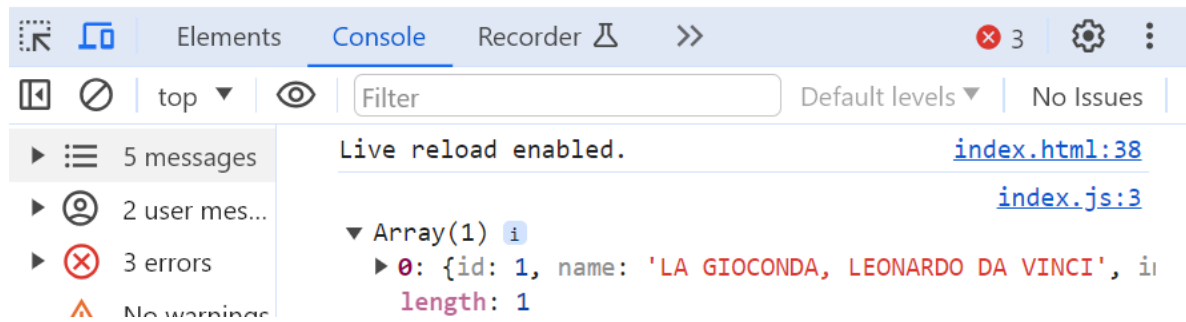 Elements Console Recorder 3
top Filter Default levels No Issues
5 messages
2 user mes...
3 errors
No warnings
Live reload enabled. index.html:38
index.js:3
Array(1) i
0: {id: 1, name: 'LA GIOCONDA, LEONARDO DA VINCI',
length: 1